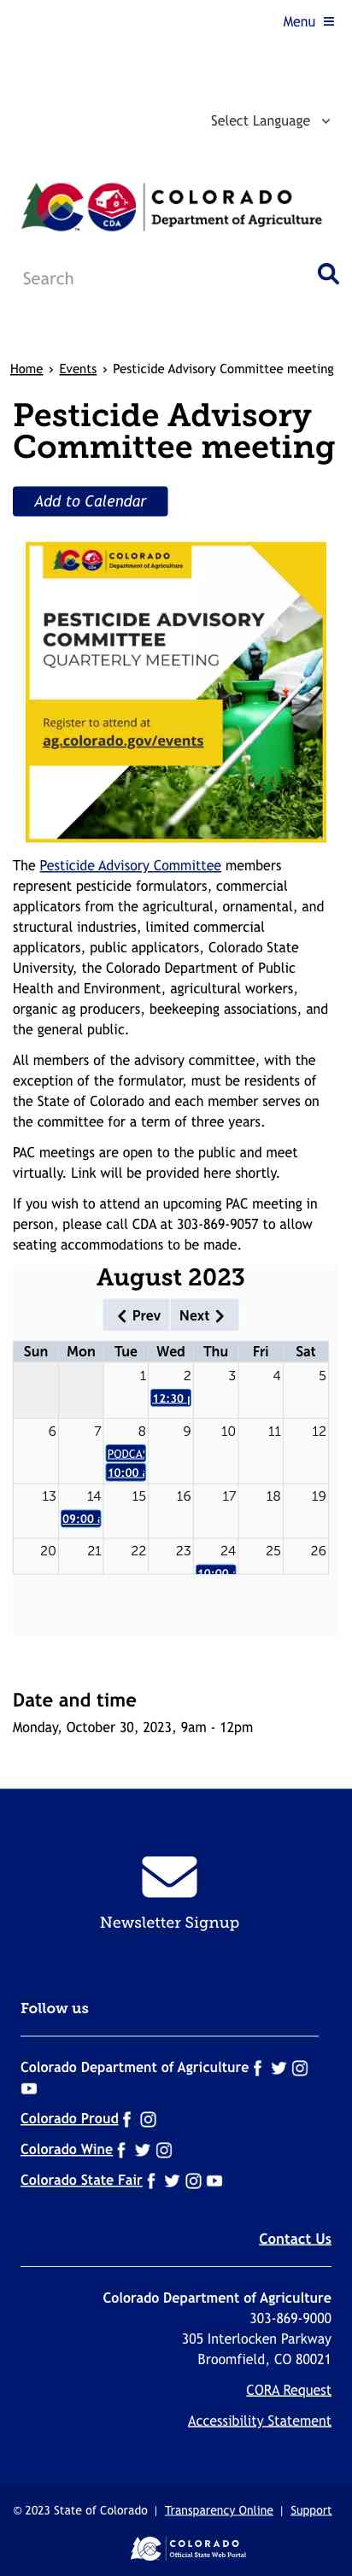 Menu
Select Language
CO
CDA
COLORADO
Department of Agriculture
Search
Home › Events › Pesticide Advisory Committee meeting
Pesticide Advisory
Committee meeting
Add to Calendar
CO CDA COLORADO
Department of Agriculture
PESTICIDE ADVISORY
COMMITTEE
QUARTERLY MEETING
Register to attend at
ag.colorado.gov/events
The Pesticide Advisory Committee members
represent pesticide formulators, commercial
applicators from the agricultural, ornamental, and
structural industries, limited commercial
applicators, public applicators, Colorado State
University, the Colorado Department of Public
Health and Environment, agricultural workers,
organic ag producers, beekeeping associations, and
the general public.
All members of the advisory committee, with the
exception of the formulator, must be residents of
the State of Colorado and each member serves on
the committee for a term of three years.
PAC meetings are open to the public and meet
virtually. Link will be provided here shortly.
If you wish to attend an upcoming PAC meeting in
person, please call CDA at 303-869-9057 to allow
seating accommodations to be made.
August 2023
Prev Next
Sun Mon Tue Wed Thu Fri Sat
1 2 3 4 5
12:30
6 7 8 9 10 11 12
PODCA
10:00
13 14 15 16 17 18 19
09:00
20 21 22 23 24 25 26
10:00
Date and time
Monday, October 30, 2023, 9am - 12pm
Newsletter Signup
Follow us
Colorado Department of Agriculture
Colorado Proud
Colorado Wine
Colorado State Fair
Contact Us
Colorado Department of Agriculture
303-869-9000
305 Interlocken Parkway
Broomfield, CO 80021
CORA Request
Accessibility Statement
© 2023 State of Colorado | Transparency Online | Support
CO COLORADO
Official State Web Portal